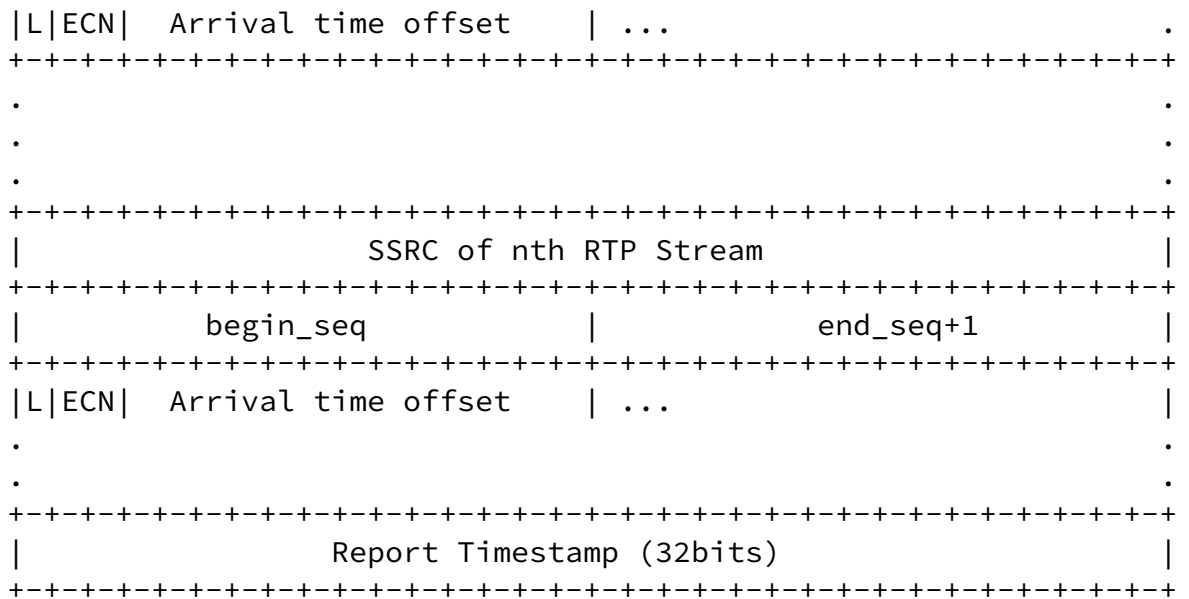 |L|ECN|  Arrival time offset    | ...                           .
+-+-+-+-+-+-+-+-+-+-+-+-+-+-+-+-+-+-+-+-+-+-+-+-+-+-+-+-+-+-+-+-+
.                                                               .
.                                                               .
.                                                               .
+-+-+-+-+-+-+-+-+-+-+-+-+-+-+-+-+-+-+-+-+-+-+-+-+-+-+-+-+-+-+-+-+
|                   SSRC of nth RTP Stream                      |
+-+-+-+-+-+-+-+-+-+-+-+-+-+-+-+-+-+-+-+-+-+-+-+-+-+-+-+-+-+-+-+-+
|          begin_seq            |            end_seq+1          |
+-+-+-+-+-+-+-+-+-+-+-+-+-+-+-+-+-+-+-+-+-+-+-+-+-+-+-+-+-+-+-+-+
|L|ECN|  Arrival time offset    | ...                           |
.                                                               .
.                                                               .
+-+-+-+-+-+-+-+-+-+-+-+-+-+-+-+-+-+-+-+-+-+-+-+-+-+-+-+-+-+-+-+-+
|                 Report Timestamp (32bits)                     |
+-+-+-+-+-+-+-+-+-+-+-+-+-+-+-+-+-+-+-+-+-+-+-+-+-+-+-+-+-+-+-+-+